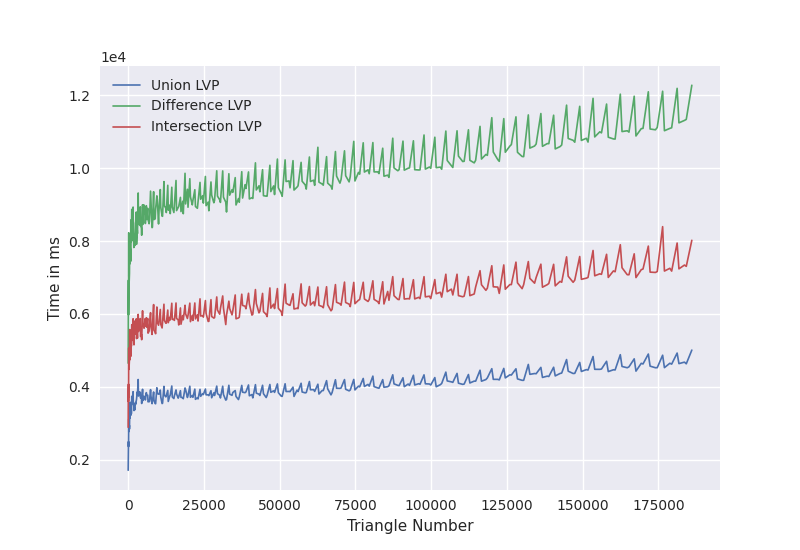 1e4
Union LVP
Difference LVP
Intersection LVP
1.2
1.0
0.8
0.6
0.4
0.2
Time in ms
0 25000 50000 75000 100000 125000 150000 175000
Triangle Number